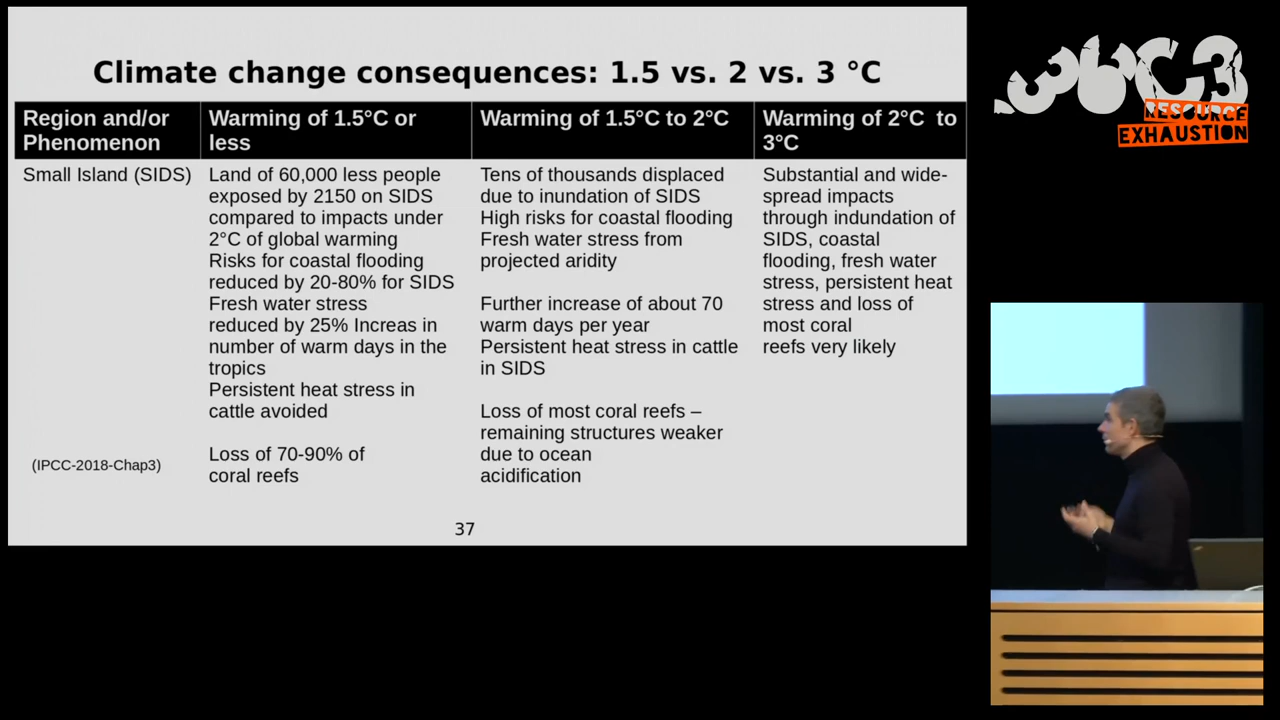 Climate change consequences: 1.5 vs. 2 vs. 3 °C
Region and/or
Phenomenon
Warming of 1.5°C or
less
Warming of 1.5°C to 2°C
Warming of 2°C to
3°C
Small Island (SIDS)
(IPCC-2018-Chap3)
Land of 60,000 less people
exposed by 2150 on SIDS
compared to impacts under
2°C of global warming
Risks for coastal flooding
reduced by 20-80% for SIDS
Fresh water stress
reduced by 25% Increas in
number of warm days in the
tropics
Persistent heat stress in
cattle avoided
Loss of 70-90% of
coral reefs
Tens of thousands displaced
due to inundation of SIDS
High risks for coastal flooding
Fresh water stress from
projected aridity
Further increase of about 70
warm days per year
Persistent heat stress in cattle
in SIDS
Loss of most coral reefs –
remaining structures weaker
due to ocean
acidification
Substantial and wide-
spread impacts
through indundation of
SIDS, coastal
flooding, fresh water
stress, persistent heat
stress and loss of
most coral
reefs very likely
37
36C3
RESOURCE
EXHAUSTION